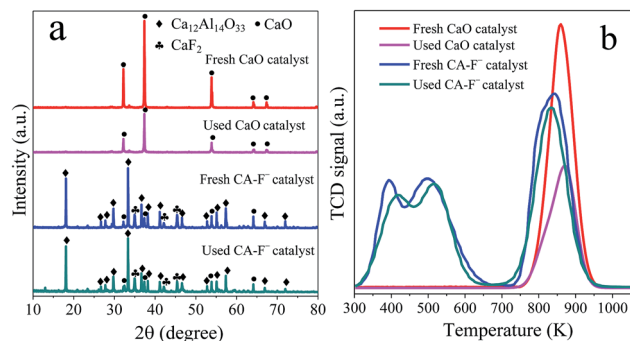 a
♦ Ca₁₂Al₁₄O₃₃ • CaO
♣ CaF₂
Fresh CaO catalyst
Used CaO catalyst
Fresh CA-F⁻ catalyst
Used CA-F⁻ catalyst
Intensity (a.u.)
10 20 30 40 50 60 70 80
2θ (degree)
b
Fresh CaO catalyst
Used CaO catalyst
Fresh CA-F⁻ catalyst
Used CA-F⁻ catalyst
TCD signal (a.u.)
300 400 500 600 700 800 900 1000
Temperature (K)